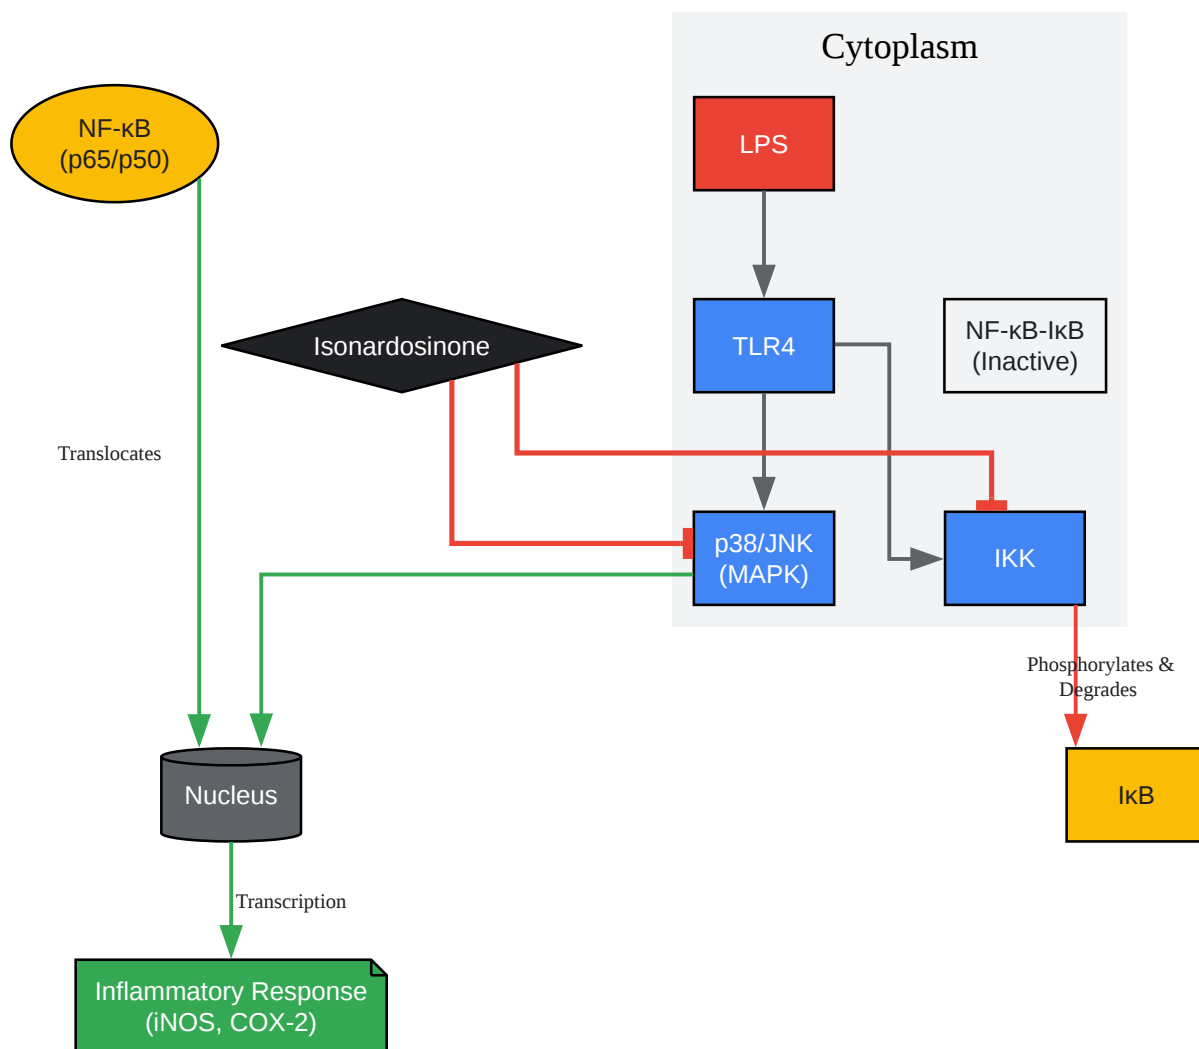 Cytoplasm
NF-κB
(p65/p50)
LPS
Isonardosinone
TLR4
NF-κB-IκB
(Inactive)
Translocates
p38/JNK
(MAPK)
IKK
Phosphorylates &
Degrades
Nucleus
IκB
Transcription
Inflammatory Response
(iNOS, COX-2)